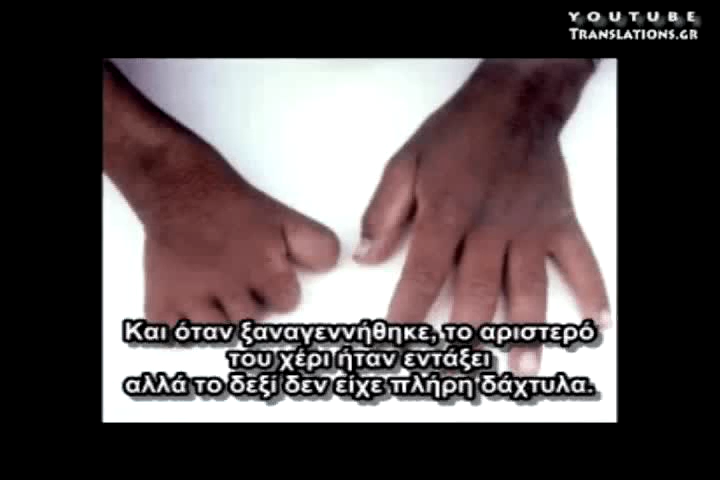 YOUTUBE
TRANSLATIONS.GR
Και όταν ξαναγεννήθηκε, το αριστερό
του χέρι ήταν εντάξει
αλλά το δεξί δεν είχε πλήρη δάχτυλα.